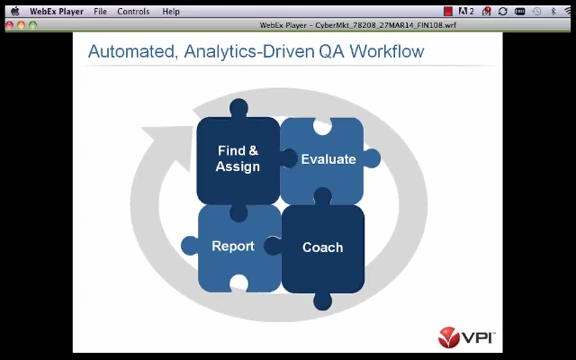 WebEx Player File Controls Help
2
WebEx Player - CyberMkt_78208_27MAR14_FIN108.wrf
Automated, Analytics-Driven QA Workflow
Find &
Assign
Evaluate
Report
Coach
VPI